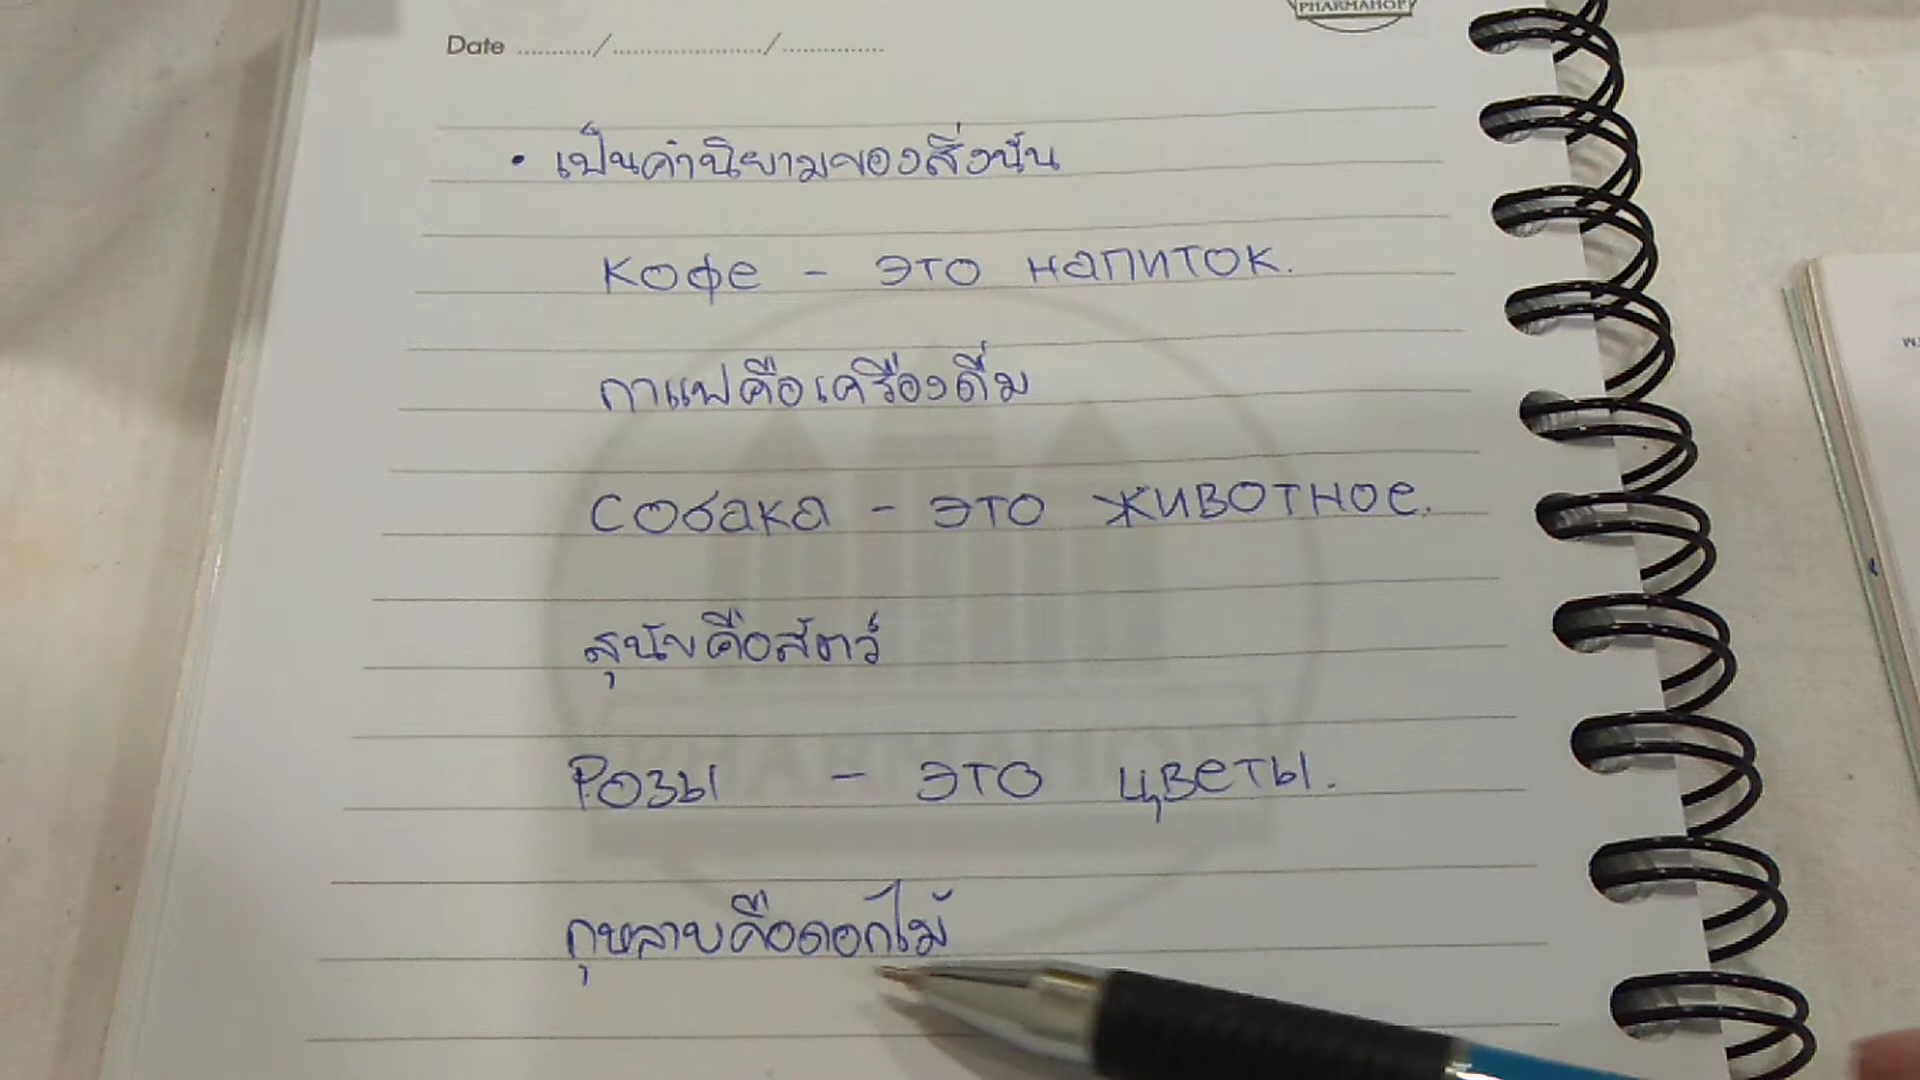 PHARMAHOF
Date ........../....................../..............
• เป็นคำนิยามของสิ่งนั้น
Кофе – это напиток.
กาแฟคือเครื่องดื่ม
Собака – это животное.
สุนัขคือสัตว์
Розы – это цветы.
กุหลาบคือดอกไม้